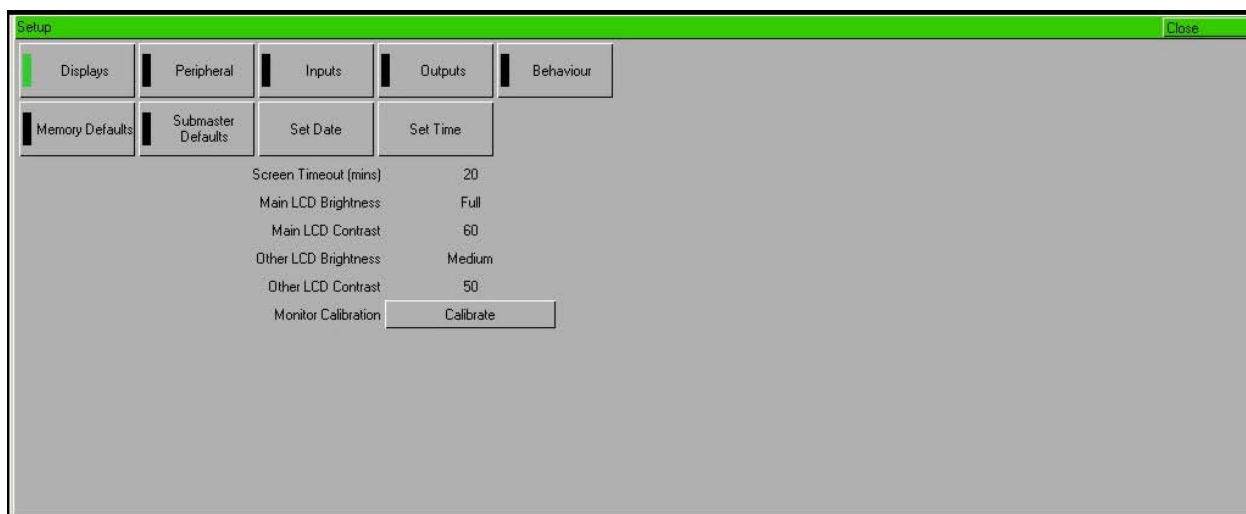 Setup Close
Displays Peripheral Inputs Outputs Behaviour
Memory Defaults Submaster Defaults Set Date Set Time
Screen Timeout (mins) 20
Main LCD Brightness Full
Main LCD Contrast 60
Other LCD Brightness Medium
Other LCD Contrast 50
Monitor Calibration Calibrate